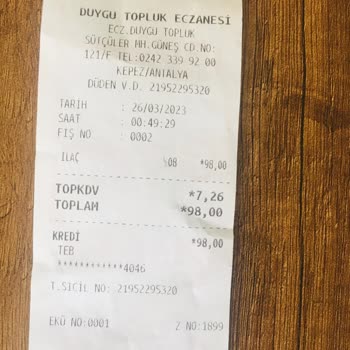 DUYGU TOPLUK ECZANESİ
ECZ.DUYGU TOPLUK
SÜTÇÜLER MH.GÜNEŞ CD.NO:
121/F TEL:0242 339 92 00
KEPEZ/ANTALYA
DÜDEN V.D. 21952295320
TARİH : 26/03/2023
SAAT : 00:49:29
FİŞ NO : 0002
İLAÇ %08 *98,00
TOPKDV *7,26
TOPLAM *98,00
KREDİ *98,00
TEB
************4046
T.SİCİL NO: 21952295320
EKÜ NO:0001 Z NO:1899